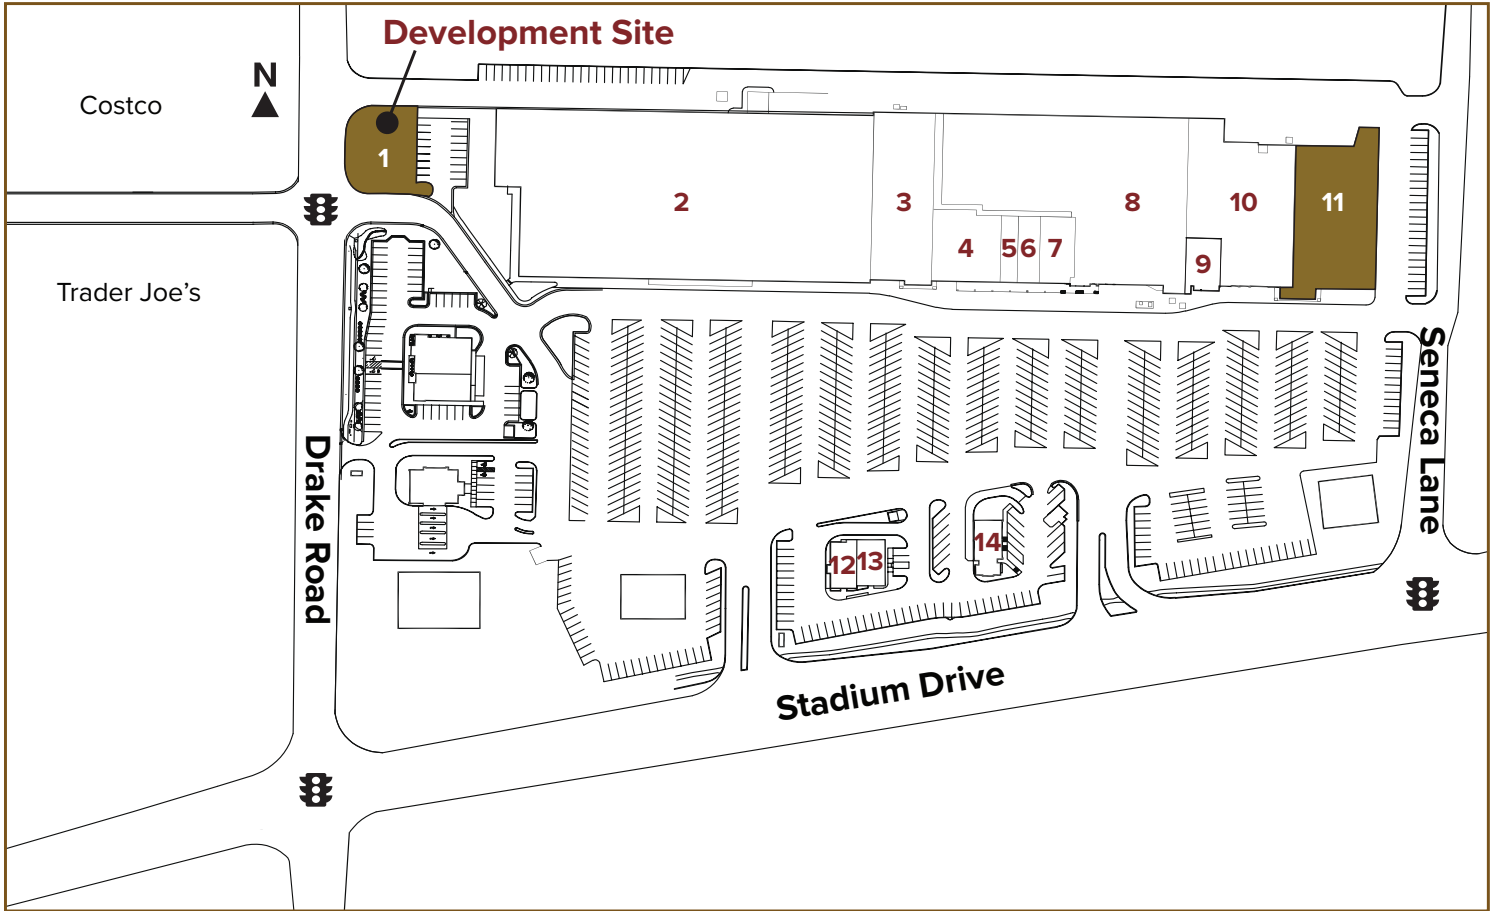 Development Site
N
Costco
1
2
3
8
10
11
4
5
6
7
9
Trader Joe's
Drake Road
Seneca Lane
12
13
14
Stadium Drive